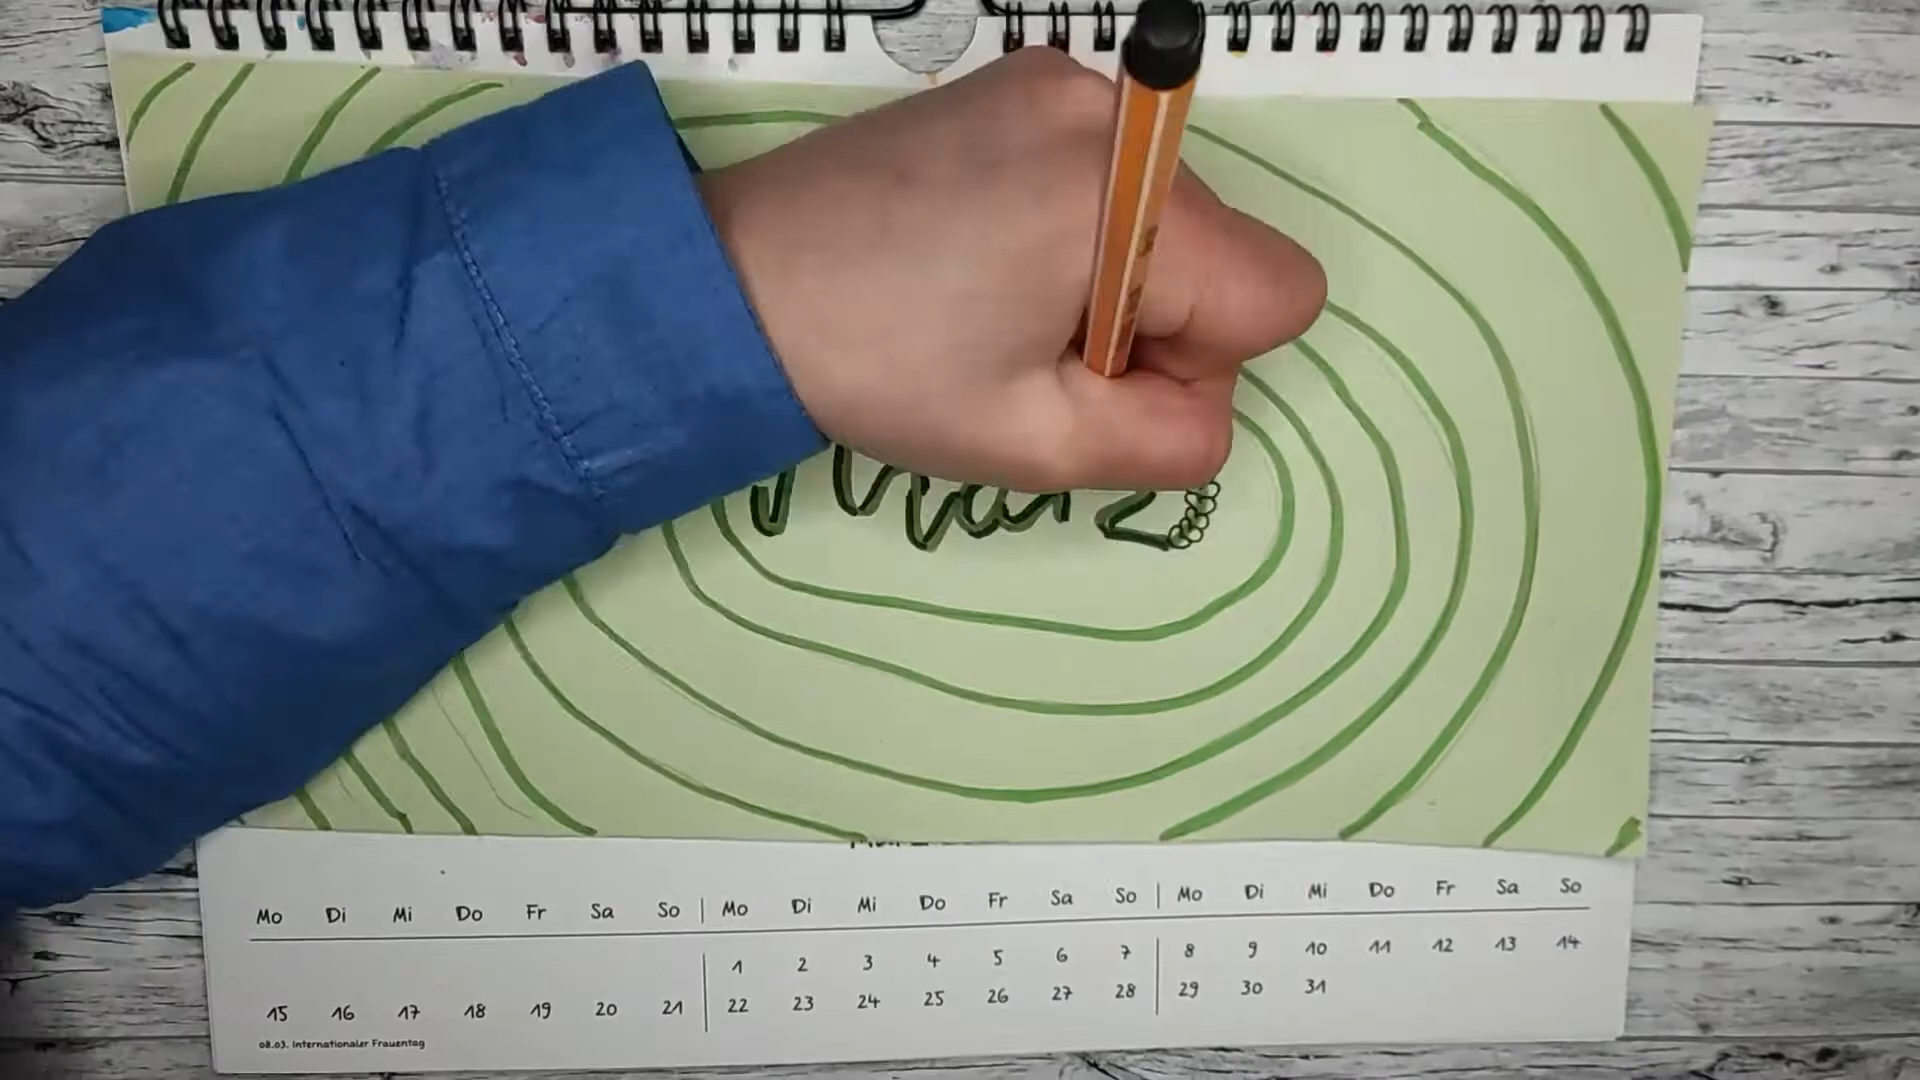 März
Mo Di Mi Do Fr Sa So | Mo Di Mi Do Fr Sa So | Mo Di Mi Do Fr Sa So
1 2 3 4 5 6 7 8 9 10 11 12 13 14
15 16 17 18 19 20 21 22 23 24 25 26 27 28 29 30 31
08.03. Internationaler Frauentag